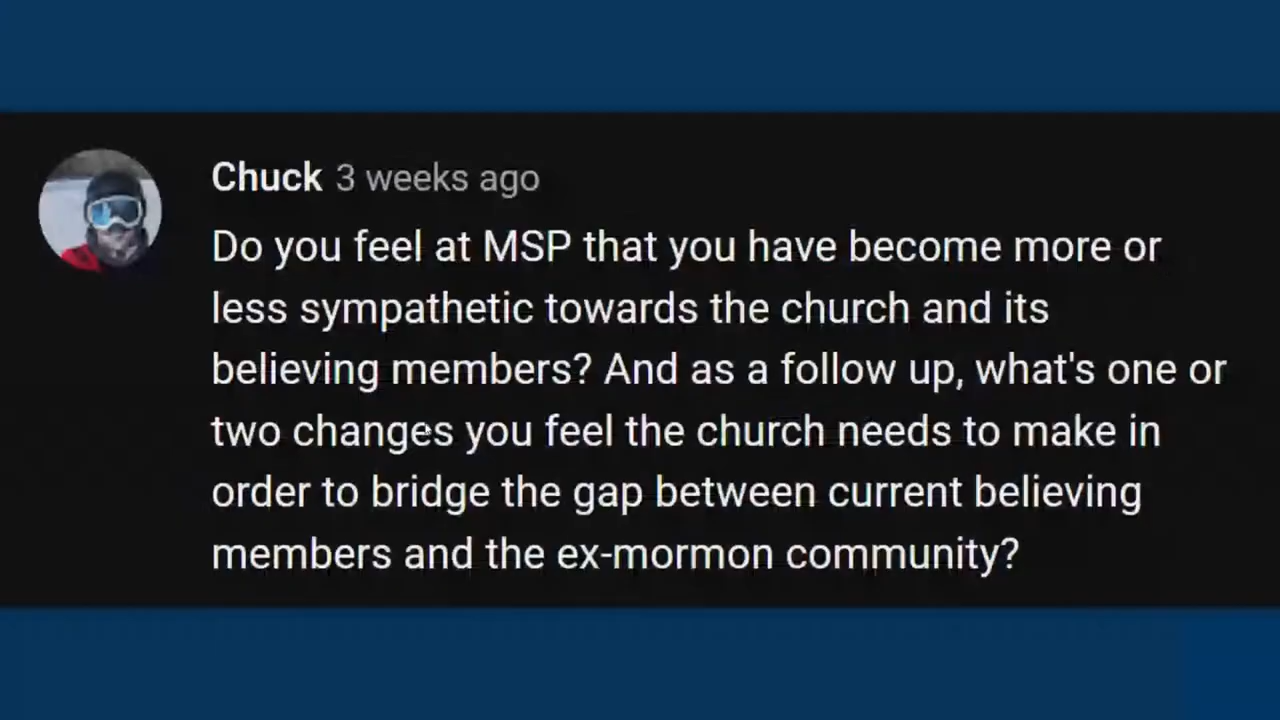 Chuck 3 weeks ago
Do you feel at MSP that you have become more or
less sympathetic towards the church and its
believing members? And as a follow up, what's one or
two changes you feel the church needs to make in
order to bridge the gap between current believing
members and the ex-mormon community?